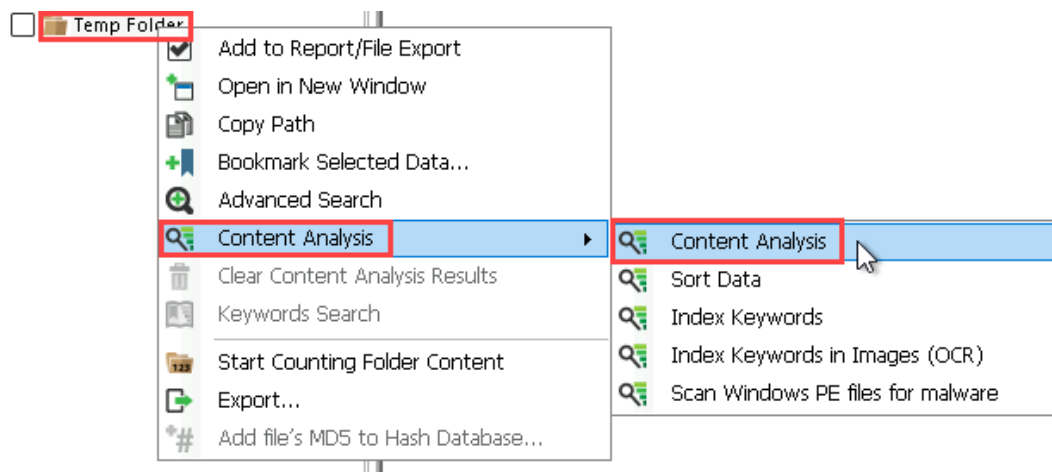 Temp Folder
Add to Report/File Export
Open in New Window
Copy Path
Bookmark Selected Data...
Advanced Search
Content Analysis
Clear Content Analysis Results
Keywords Search
123
Start Counting Folder Content
Export...
Add file's MD5 to Hash Database...
Content Analysis
Sort Data
Index Keywords
Index Keywords in Images (OCR)
Scan Windows PE files for malware